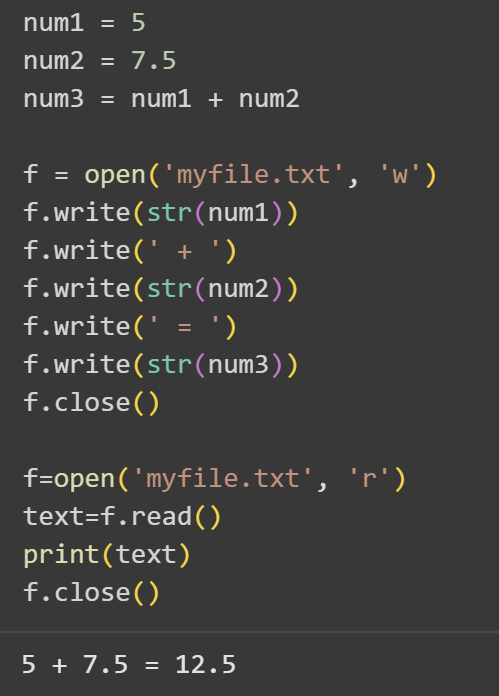 num1 = 5
num2 = 7.5
num3 = num1 + num2
f = open('myfile.txt', 'w')
f.write(str(num1))
f.write(' + ')
f.write(str(num2))
f.write(' = ')
f.write(str(num3))
f.close()
f=open('myfile.txt', 'r')
text=f.read()
print(text)
f.close()
5 + 7.5 = 12.5